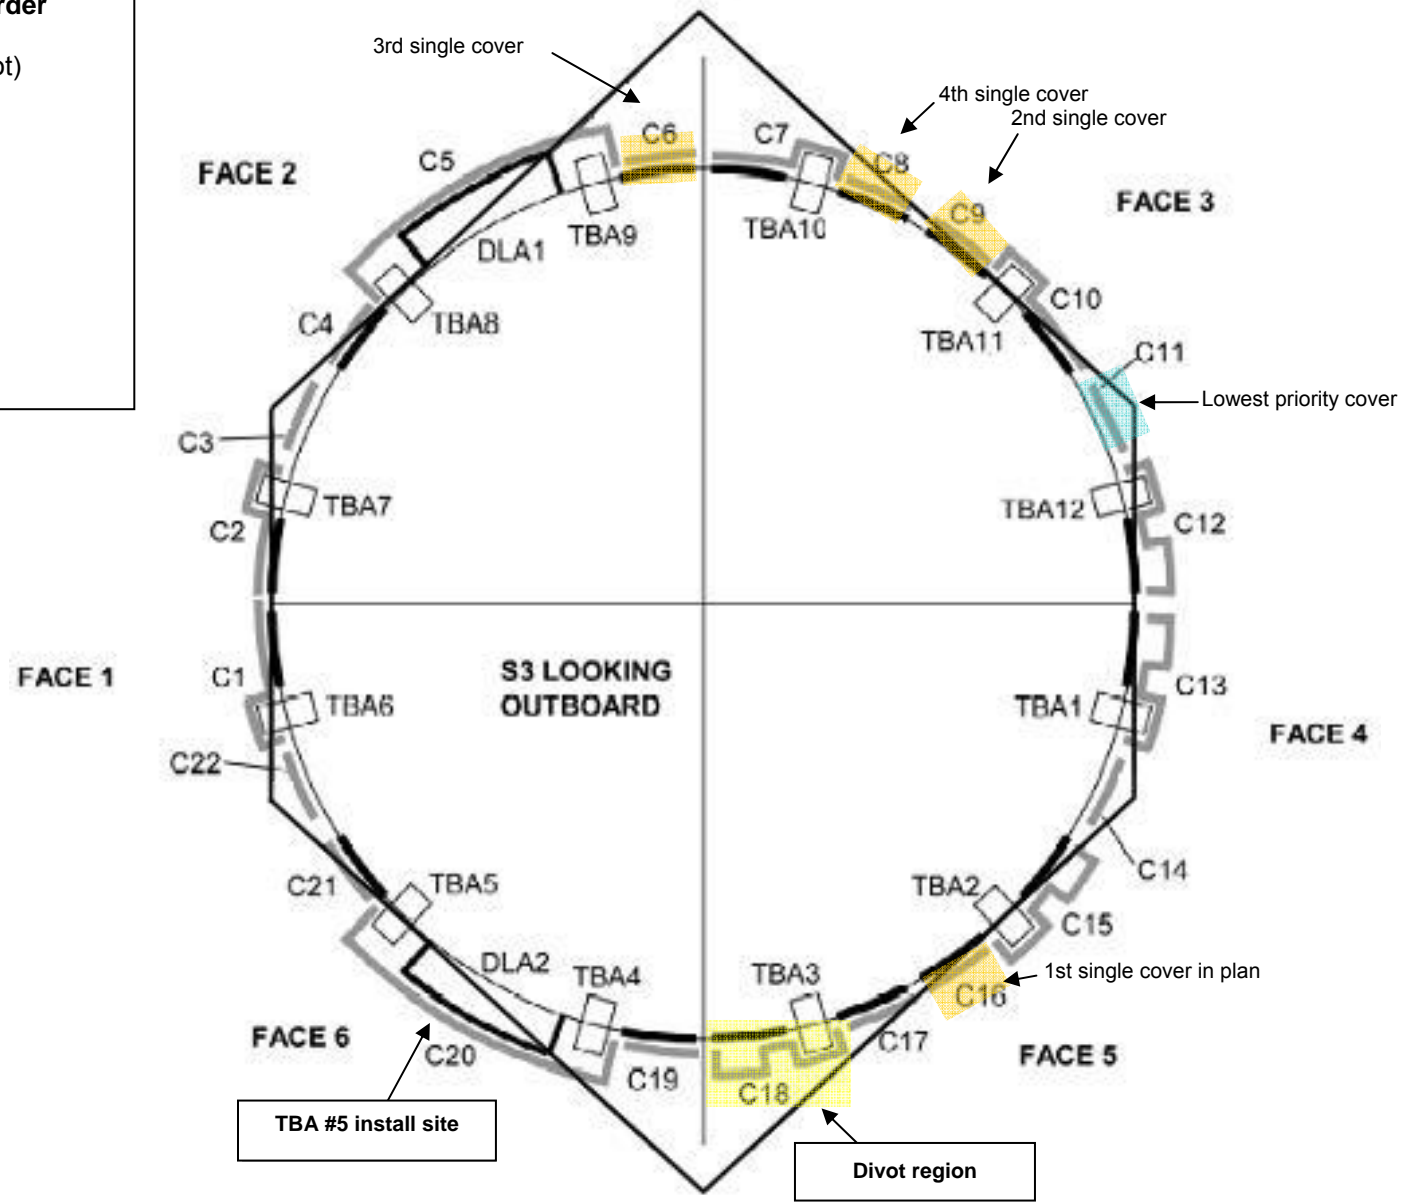 rder
ot)
3rd single cover
4th single cover
2nd single cover
C6
C7
C8
C5
C9
FACE 2
FACE 3
TBA9
TBA10
DLA1
C10
C4
TBA8
TBA11
C11
Lowest priority cover
C3
TBA7
TBA12
C2
C12
S3 LOOKING
OUTBOARD
FACE 1
C1
TBA6
TBA1
C13
FACE 4
C22
C14
C21
TBA5
TBA2
C15
DLA2
TBA4
TBA3
1st single cover in plan
C16
FACE 6
C20
C19
C17
FACE 5
C18
TBA #5 install site
Divot region